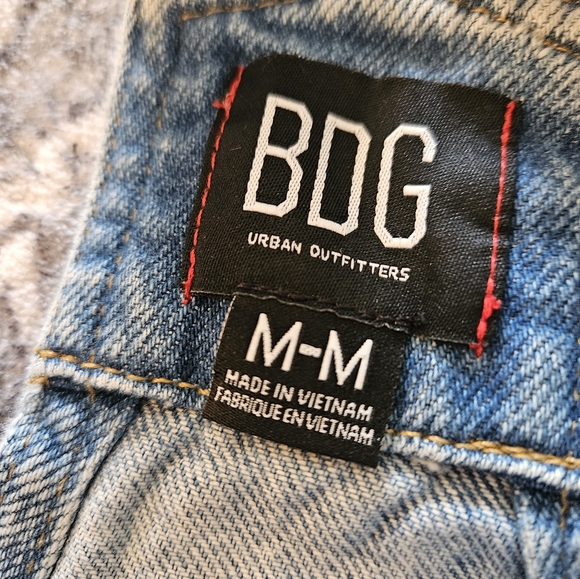 BDG
URBAN OUTFITTERS
M-M
MADE IN VIETNAM
FABRIQUE EN VIETNAM